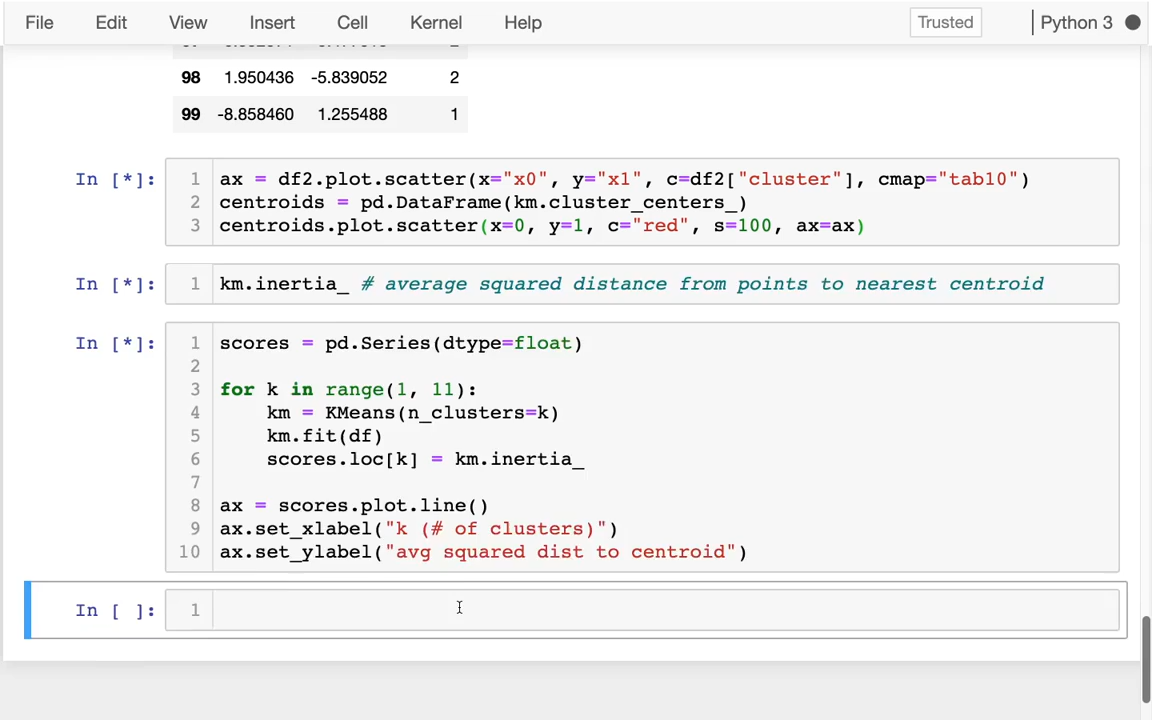 File Edit View Insert Cell Kernel Help Trusted Python 3
98 1.950436 -5.839052 2
99 -8.858460 1.255488 1
In [*]: 1 ax = df2.plot.scatter(x="x0", y="x1", c=df2["cluster"], cmap="tab10")
2 centroids = pd.DataFrame(km.cluster_centers_)
3 centroids.plot.scatter(x=0, y=1, c="red", s=100, ax=ax)
In [*]: 1 km.inertia_ # average squared distance from points to nearest centroid
In [*]: 1 scores = pd.Series(dtype=float)
2
3 for k in range(1, 11):
4     km = KMeans(n_clusters=k)
5     km.fit(df)
6     scores.loc[k] = km.inertia_
7
8 ax = scores.plot.line()
9 ax.set_xlabel("k (# of clusters)")
10 ax.set_ylabel("avg squared dist to centroid")
In [ ]: 1